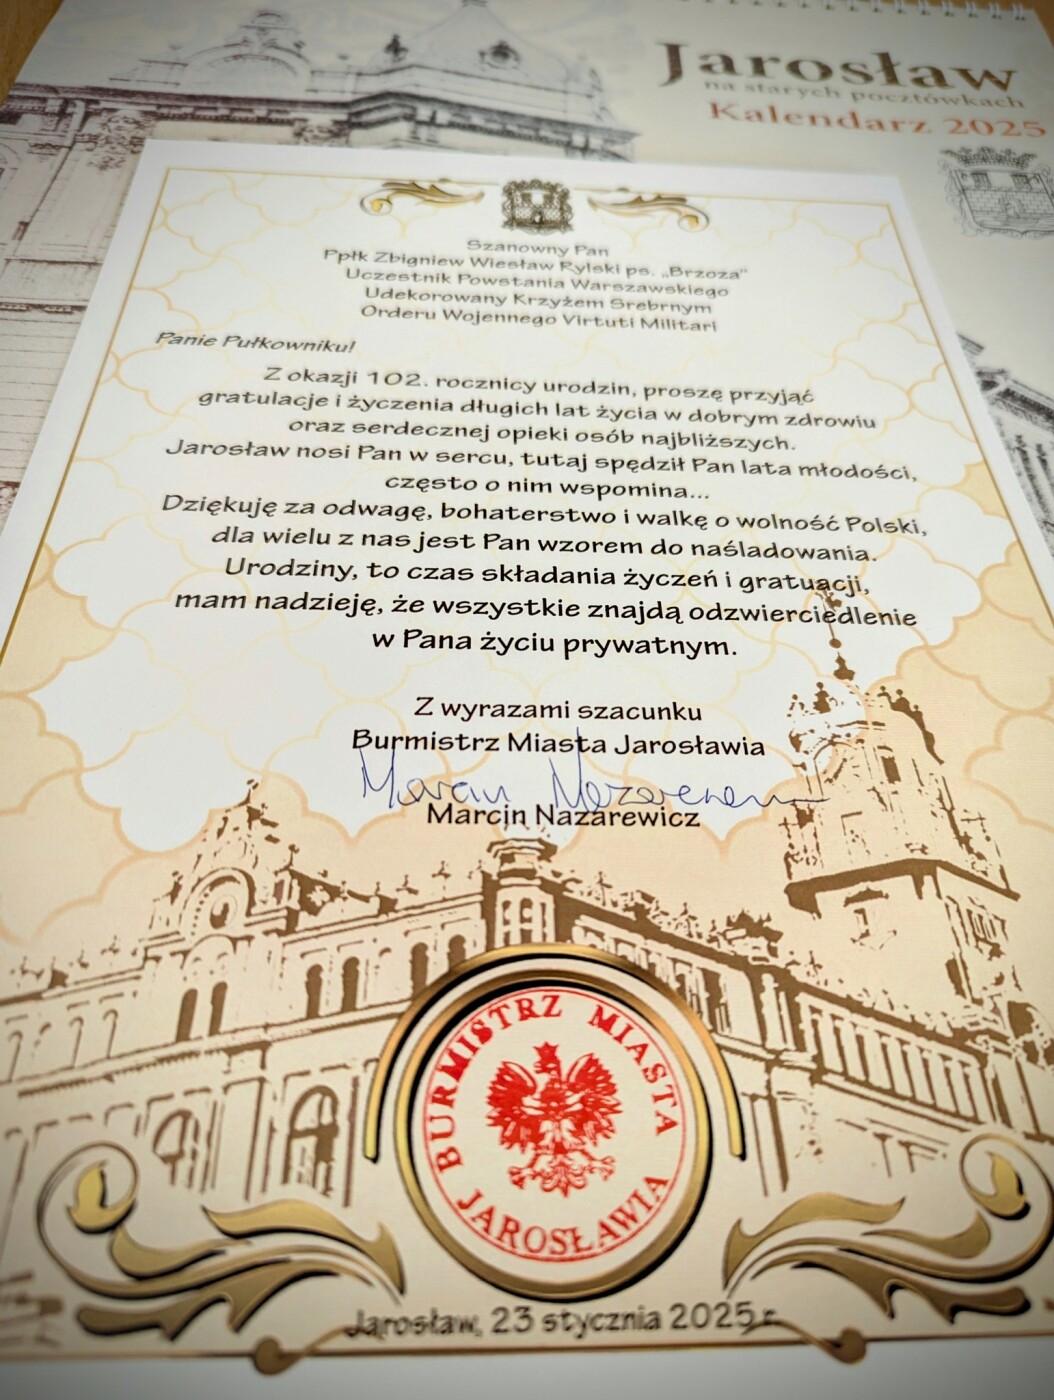 Jarosław
na starych pocztówkach
Kalendarz 2025
Szanowny Pan
Ppłk Zbigniew Wiesław Rylski ps. „Brzoza”
Uczestnik Powstania Warszawskiego
Udekorowany Krzyżem Srebrnym
Orderu Wojennego Virtuti Militari
Panie Pułkowniku!
Z okazji 102. rocznicy urodzin, proszę przyjąć
gratulacje i życzenia długich lat życia w dobrym zdrowiu
oraz serdecznej opieki osób najbliższych.
Jarosław nosi Pan w sercu, tutaj spędził Pan lata młodości,
często o nim wspomina...
Dziękuję za odwagę, bohaterstwo i walkę o wolność Polski,
dla wielu z nas jest Pan wzorem do naśladowania.
Urodziny, to czas składania życzeń i gratuacji,
mam nadzieję, że wszystkie znajdą odzwierciedlenie
w Pana życiu prywatnym.
Z wyrazami szacunku
Burmistrz Miasta Jarosławia
Marcin Nazarewicz
Marcin Nazarewicz
BURMISTRZ MIASTA
JAROSŁAWIA
Jarosław, 23 stycznia 2025 r.